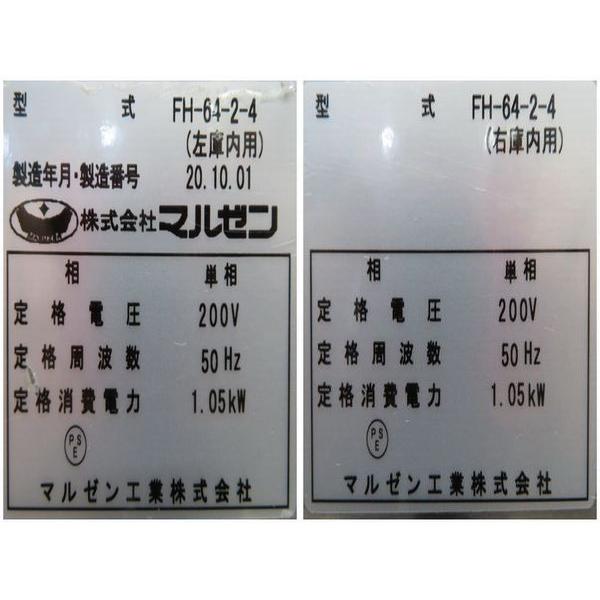 型式 FH-64-2-4
(左庫内用)
製造年月・製造番号 20.10.01
株式会社マルゼン
相 単相
定格電圧 200V
定格周波数 50Hz
定格消費電力 1.05kW
PSE
マルゼン工業株式会社
型式 FH-64-2-4
(右庫内用)
相 単相
定格電圧 200V
定格周波数 50Hz
定格消費電力 1.05kW
PSE
マルゼン工業株式会社